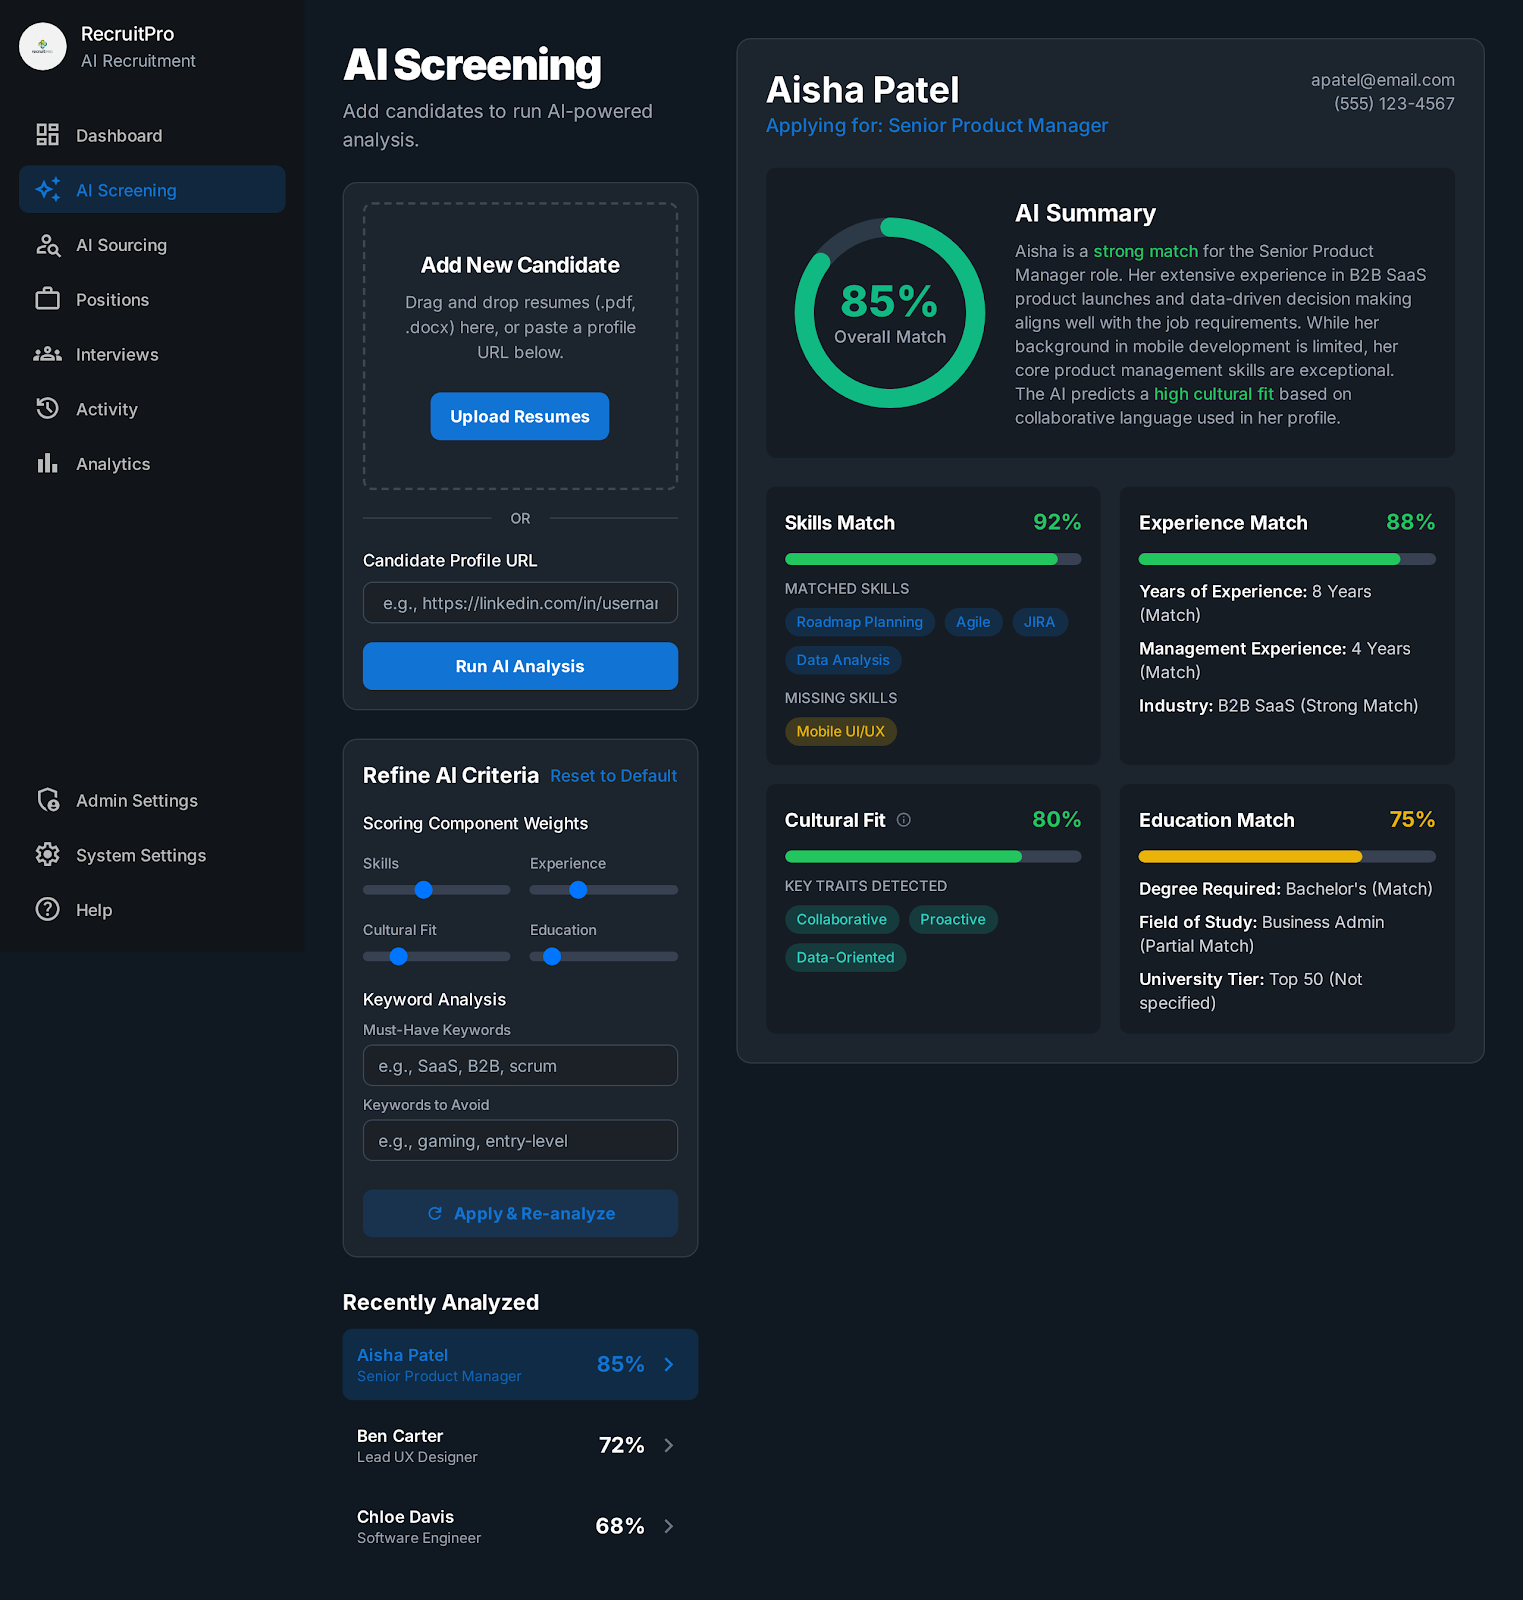 RecruitPro
AI Recruitment
Dashboard
AI Screening
AI Sourcing
Positions
Interviews
Activity
Analytics
Admin Settings
System Settings
Help
AI Screening
Add candidates to run AI-powered
analysis.
Add New Candidate
Drag and drop resumes (.pdf,
.docx) here, or paste a profile
URL below.
Upload Resumes
OR
Candidate Profile URL
e.g., https://linkedin.com/in/usernar
Run AI Analysis
Refine AI Criteria Reset to Default
Scoring Component Weights
Skills Experience
Cultural Fit Education
Keyword Analysis
Must-Have Keywords
e.g., SaaS, B2B, scrum
Keywords to Avoid
e.g., gaming, entry-level
Apply & Re-analyze
Recently Analyzed
Aisha Patel
Senior Product Manager
85%
Ben Carter
Lead UX Designer
72%
Chloe Davis
Software Engineer
68%
Aisha Patel
Applying for: Senior Product Manager
apatel@email.com
(555) 123-4567
85%
Overall Match
AI Summary
Aisha is a strong match for the Senior Product
Manager role. Her extensive experience in B2B SaaS
product launches and data-driven decision making
aligns well with the job requirements. While her
background in mobile development is limited, her
core product management skills are exceptional.
The AI predicts a high cultural fit based on
collaborative language used in her profile.
Skills Match 92%
MATCHED SKILLS
Roadmap Planning Agile JIRA
Data Analysis
MISSING SKILLS
Mobile UI/UX
Experience Match 88%
Years of Experience: 8 Years
(Match)
Management Experience: 4 Years
(Match)
Industry: B2B SaaS (Strong Match)
Cultural Fit 80%
KEY TRAITS DETECTED
Collaborative Proactive
Data-Oriented
Education Match 75%
Degree Required: Bachelor's (Match)
Field of Study: Business Admin
(Partial Match)
University Tier: Top 50 (Not
specified)